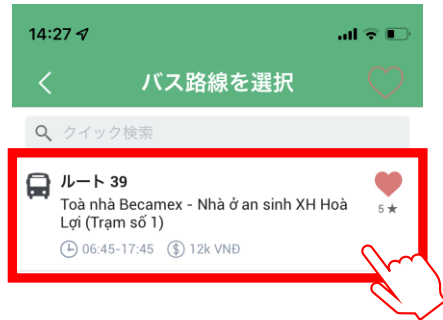 14:27
バス路線を選択
クイック検索
ルート 39
Toà nhà Becamex - Nhà ở an sinh XH Hoà
Lợi (Trạm số 1)
5★
06:45-17:45 $ 12k VNĐ